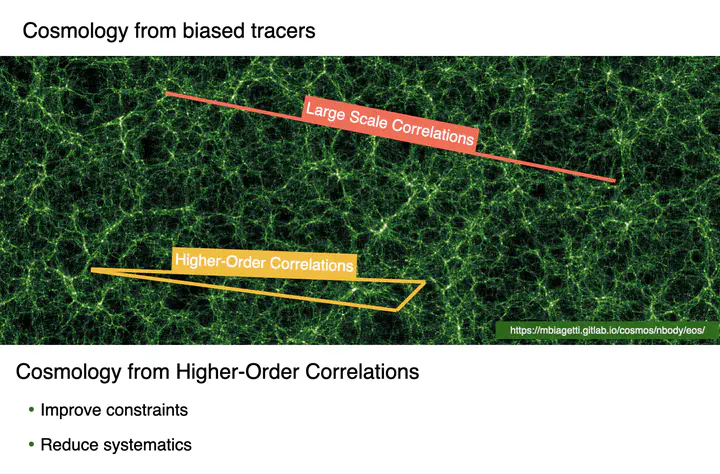 Cosmology from biased tracers
Large Scale Correlations
Higher-Order Correlations
https://mbiagetti.gitlab.io/cosmos/nbody/eos/
Cosmology from Higher-Order Correlations
• Improve constraints
• Reduce systematics